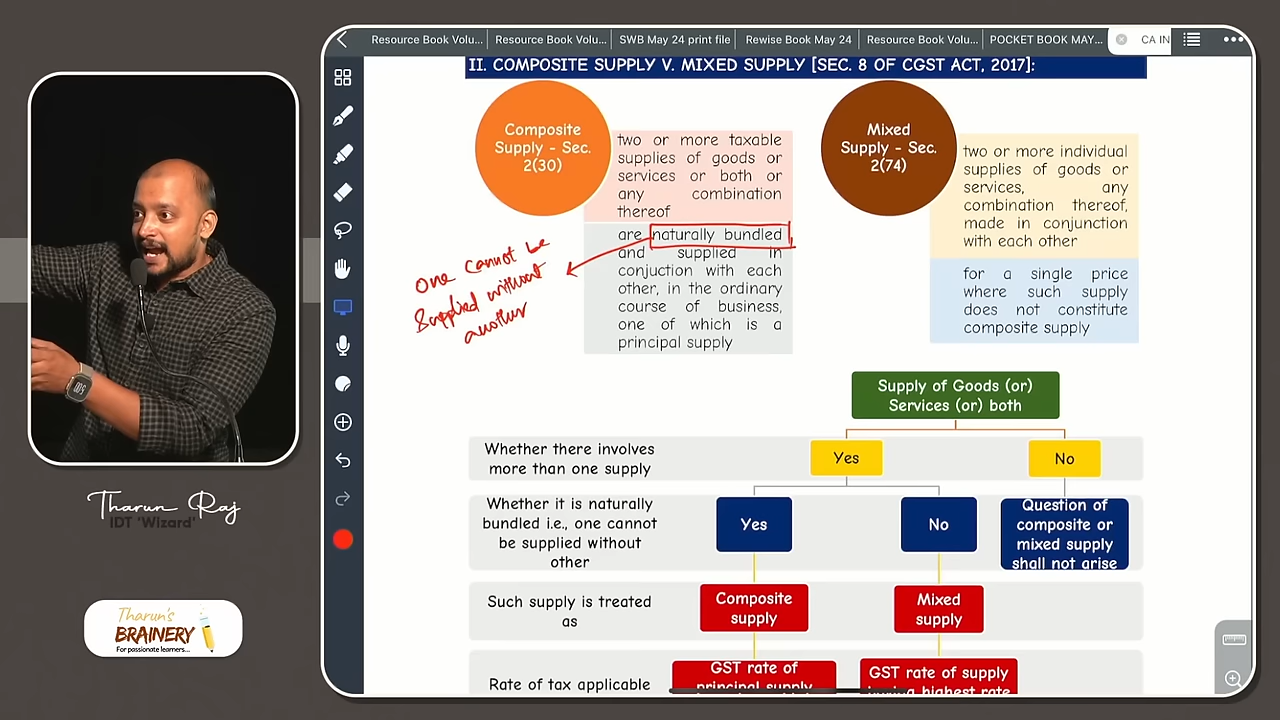 Resource Book Volu...
Resource Book Volu...
SWB May 24 print file
Rewise Book May 24
Resource Book Volu...
POCKET BOOK MAY...
CA IN
II. COMPOSITE SUPPLY V. MIXED SUPPLY [SEC. 8 OF CGST ACT, 2017]:
Composite
Supply - Sec.
2(30)
two or more taxable
supplies of goods or
services or both or
any combination
thereof
are naturally bundled
and supplied in
conjuction with each
other, in the ordinary
course of business,
one of which is a
principal supply
One cannot be
Supplied without
another
Mixed
Supply - Sec.
2(74)
two or more individual
supplies of goods or
services, any
combination thereof,
made in conjunction
with each other
for a single price
where such supply
does not constitute
composite supply
Supply of Goods (or)
Services (or) both
Whether there involves
more than one supply
Yes
No
Whether it is naturally
bundled i.e., one cannot
be supplied without
other
Yes
No
Question of
composite or
mixed supply
shall not arise
Such supply is treated
as
Composite
supply
Mixed
supply
Rate of tax applicable
GST rate of
principal supply
GST rate of supply
having highest rate
Tharun Raj
IDT 'Wizard'
Tharun's
BRAINERY
For passionate learners...